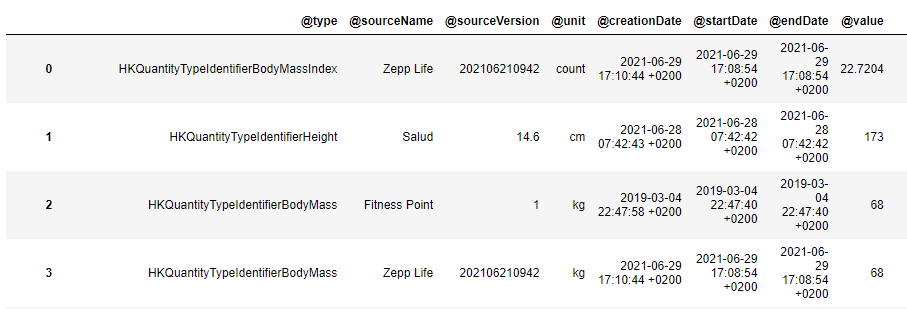 @type @sourceName @sourceVersion @unit @creationDate @startDate @endDate @value
0 HKQuantityTypeIdentifierBodyMassIndex Zepp Life 202106210942 count 2021-06-29 17:10:44 +0200 2021-06-29 17:08:54 +0200 2021-06-29 17:08:54 +0200 22.7204
1 HKQuantityTypeIdentifierHeight Salud 14.6 cm 2021-06-28 07:42:43 +0200 2021-06-28 07:42:42 +0200 2021-06-28 07:42:42 +0200 173
2 HKQuantityTypeIdentifierBodyMass Fitness Point 1 kg 2019-03-04 22:47:58 +0200 2019-03-04 22:47:40 +0200 2019-03-04 22:47:40 +0200 68
3 HKQuantityTypeIdentifierBodyMass Zepp Life 202106210942 kg 2021-06-29 17:10:44 +0200 2021-06-29 17:08:54 +0200 2021-06-29 17:08:54 +0200 68